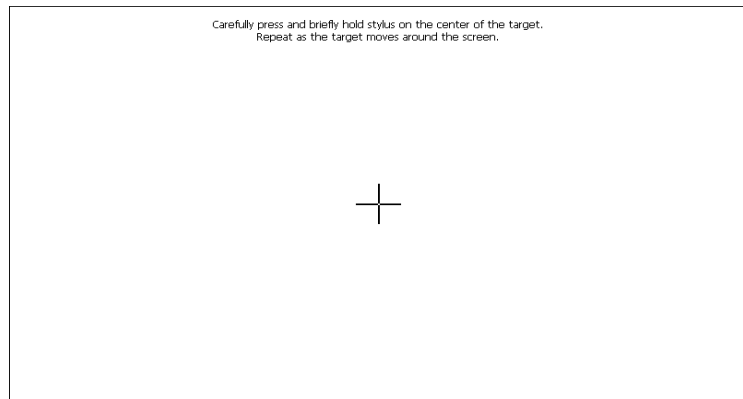 Carefully press and briefly hold stylus on the center of the target.
Repeat as the target moves around the screen.